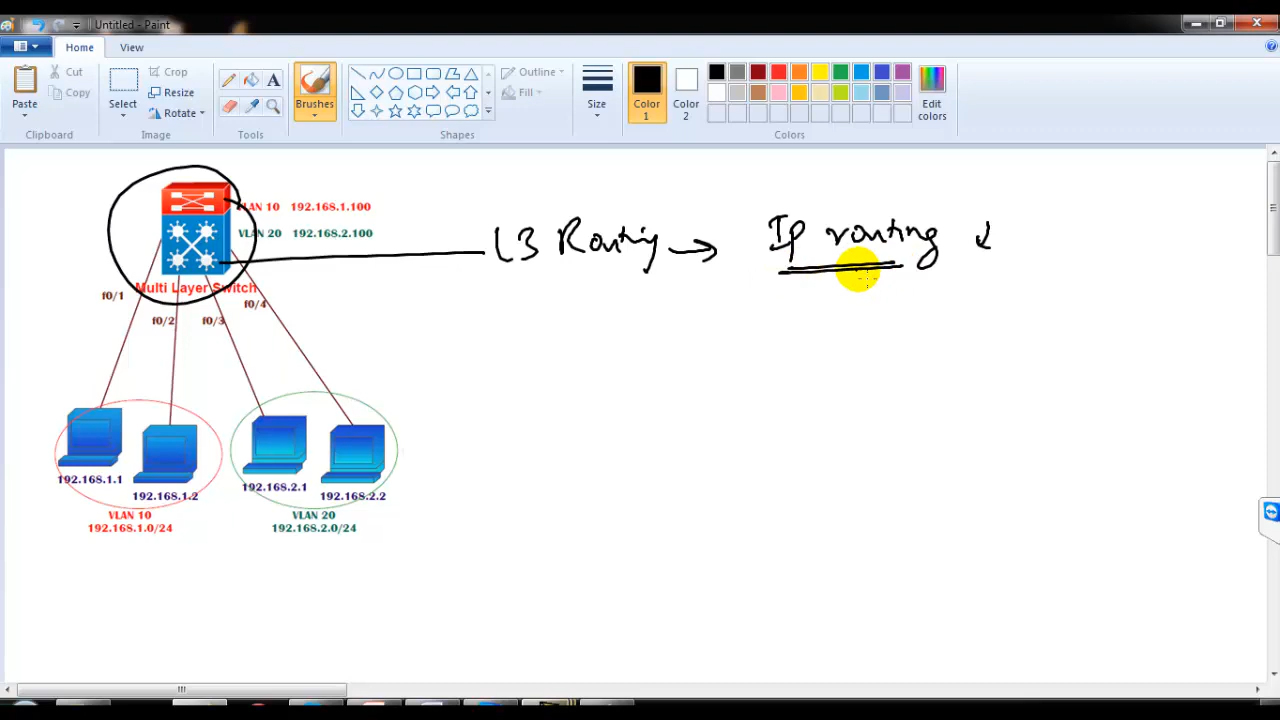 Untitled - Paint
Home View
Paste
Cut
Copy
Clipboard
Select
Crop
Resize
Rotate
Image
Tools
Brushes
Outline
Fill
Shapes
Size
Color 1
Color 2
Edit colors
Colors
VLAN 10 192.168.1.100
VLAN 20 192.168.2.100
L3 Routing → Ip routing ↓
Multi Layer Switch
f0/1
f0/2
f0/3
f0/4
192.168.1.1
192.168.1.2
192.168.2.1
192.168.2.2
VLAN 10
192.168.1.0/24
VLAN 20
192.168.2.0/24